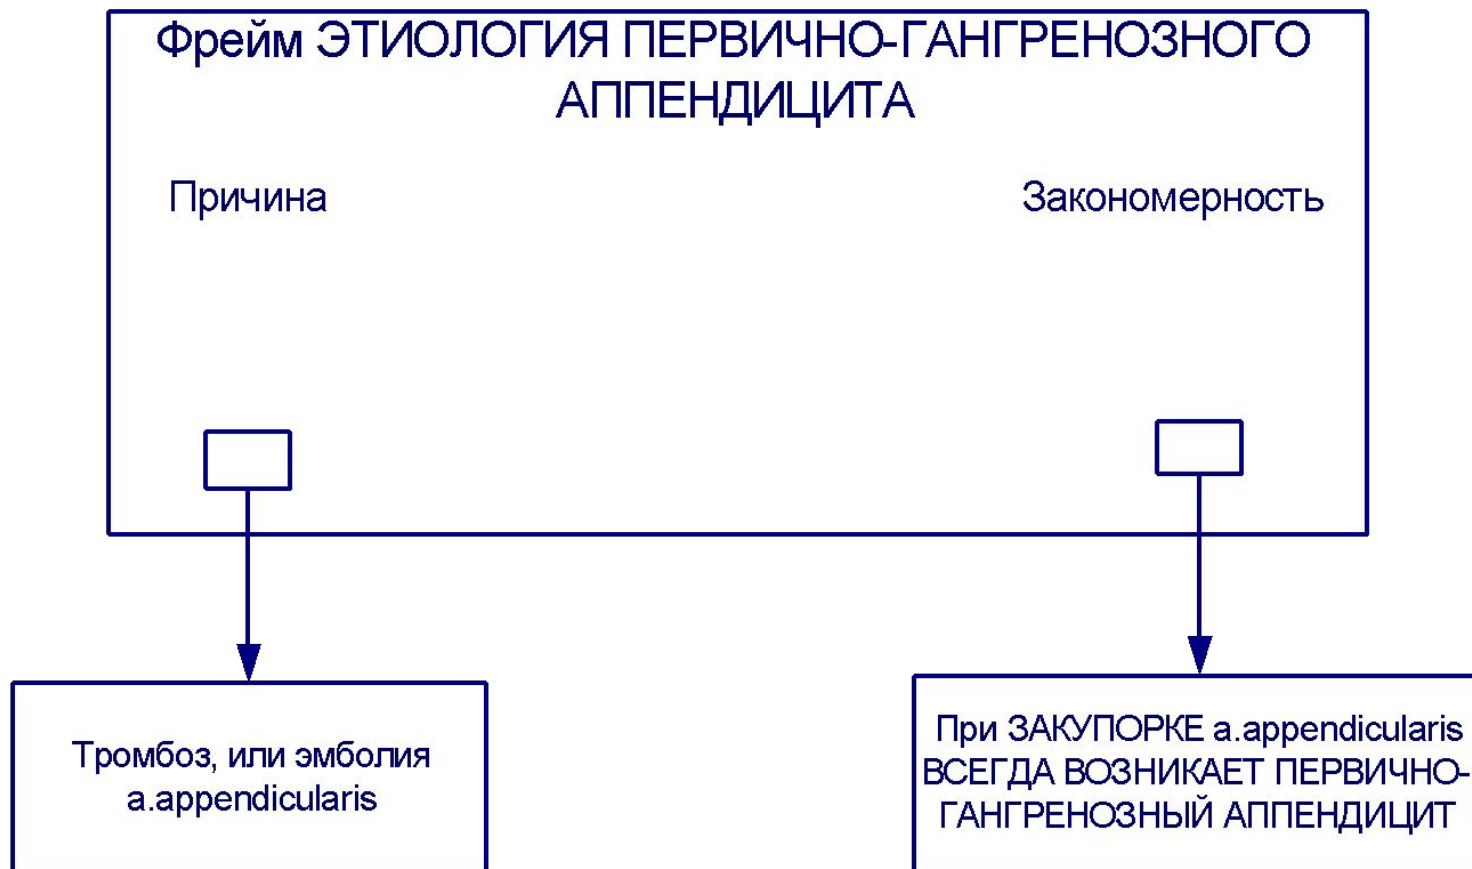 Фрейм ЭТИОЛОГИЯ ПЕРВИЧНО-ГАНГРЕНОЗНОГО
АППЕНДИЦИТА
Причина
Закономерность
Тромбоз, или эмболия
a.appendicularis
При ЗАКУПОРКЕ a.appendicularis
ВСЕГДА ВОЗНИКАЕТ ПЕРВИЧНО-
ГАНГРЕНОЗНЫЙ АППЕНДИЦИТ